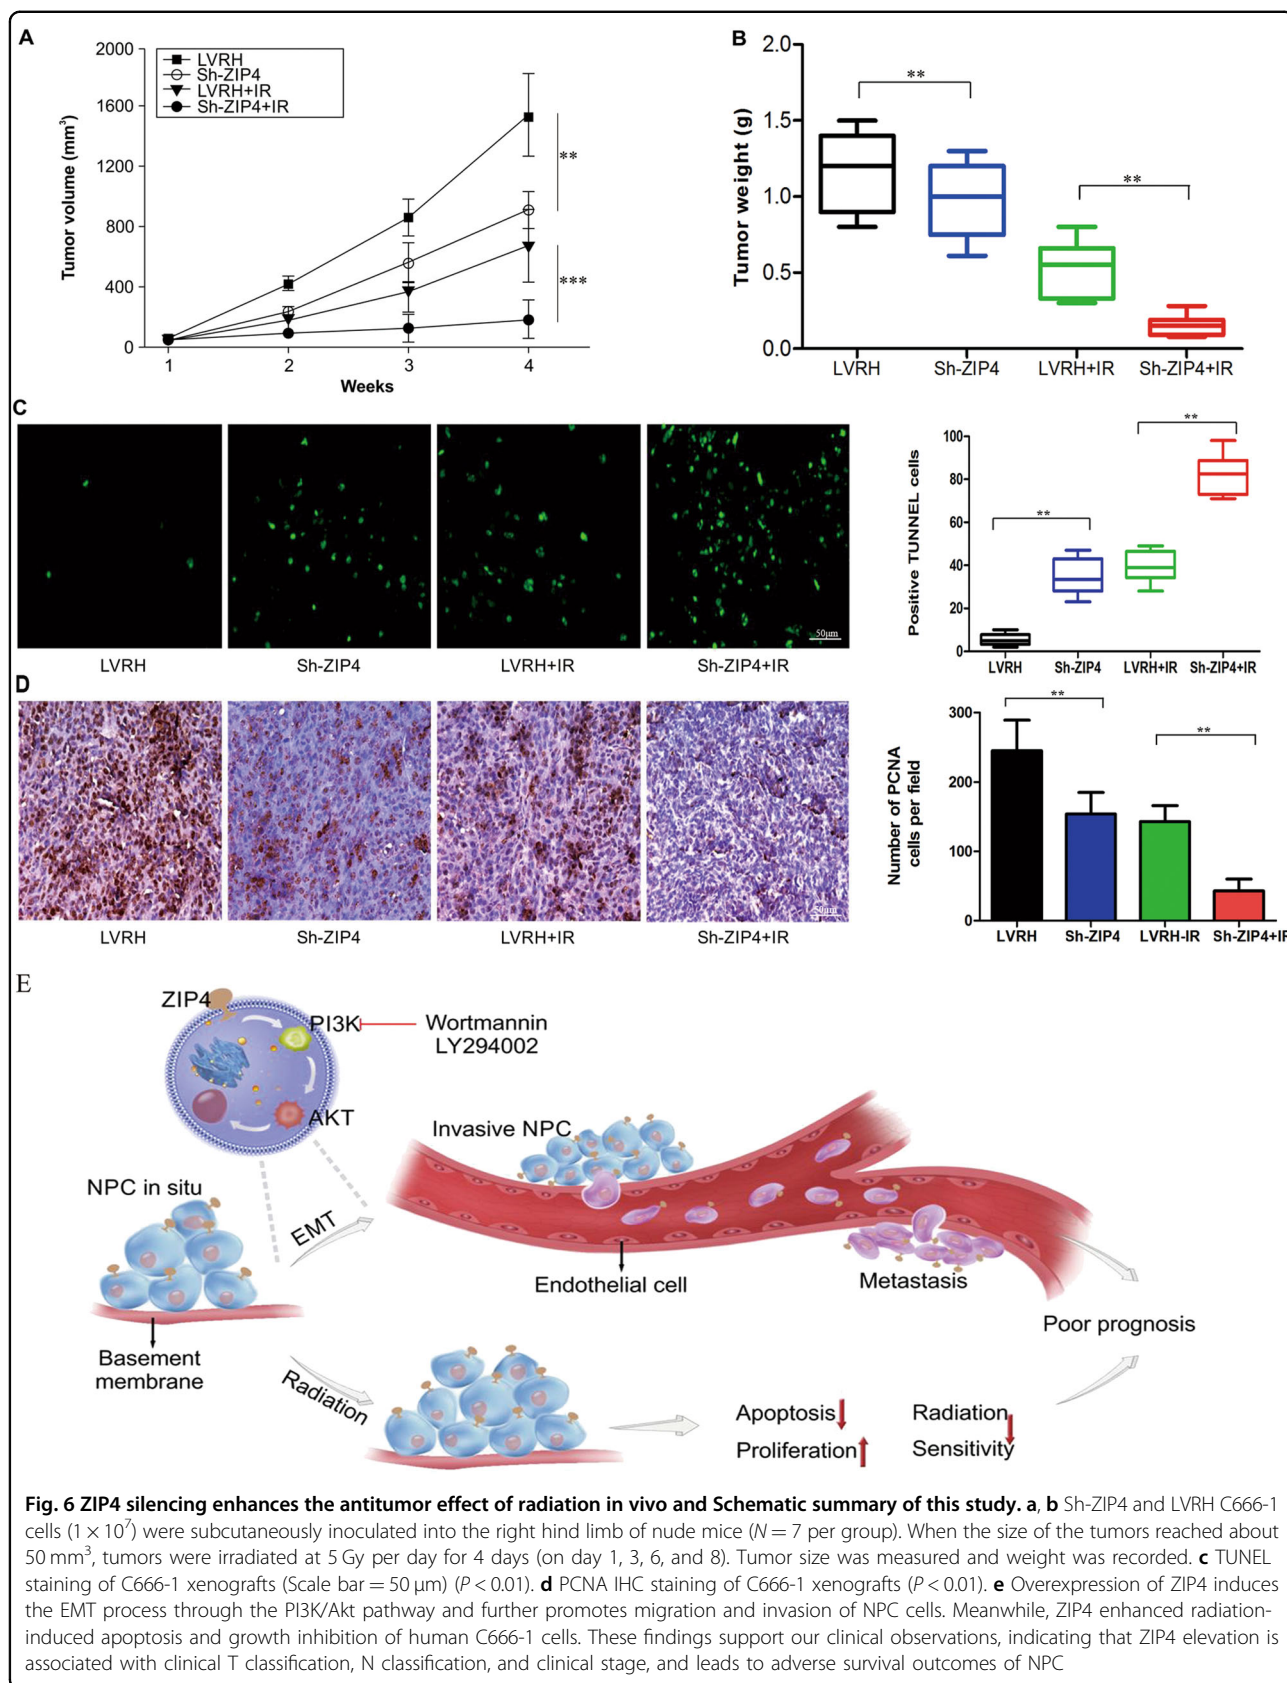 A
2000
1600
1200
800
400
0
Tumor volume (mm³)
LVRH
Sh-ZIP4
LVRH+IR
Sh-ZIP4+IR
**
***
1 2 3 4
Weeks
B
2.0
1.5
1.0
0.5
0.0
Tumor weight (g)
**
**
LVRH Sh-ZIP4 LVRH+IR Sh-ZIP4+IR
C
50μm
LVRH Sh-ZIP4 LVRH+IR Sh-ZIP4+IR
100
80
60
40
20
0
Positive TUNNEL cells
**
**
LVRH Sh-ZIP4 LVRH+IR Sh-ZIP4+IR
D
50μm
LVRH Sh-ZIP4 LVRH+IR Sh-ZIP4+IR
300
200
100
0
Number of PCNA
cells per field
**
**
LVRH Sh-ZIP4 LVRH-IR Sh-ZIP4+IR
E
ZIP4
PI3K
Wortmannin
LY294002
AKT
Invasive NPC
NPC in situ
EMT
Endothelial cell
Metastasis
Poor prognosis
Basement
membrane
Radiation
Apoptosis
Proliferation
Radiation
Sensitivity
Fig. 6 ZIP4 silencing enhances the antitumor effect of radiation in vivo and Schematic summary of this study. a, b Sh-ZIP4 and LVRH C666-1
cells (1 × 10⁷) were subcutaneously inoculated into the right hind limb of nude mice (N = 7 per group). When the size of the tumors reached about
50 mm³, tumors were irradiated at 5 Gy per day for 4 days (on day 1, 3, 6, and 8). Tumor size was measured and weight was recorded. c TUNEL
staining of C666-1 xenografts (Scale bar = 50 μm) (P < 0.01). d PCNA IHC staining of C666-1 xenografts (P < 0.01). e Overexpression of ZIP4 induces
the EMT process through the PI3K/Akt pathway and further promotes migration and invasion of NPC cells. Meanwhile, ZIP4 enhanced radiation-
induced apoptosis and growth inhibition of human C666-1 cells. These findings support our clinical observations, indicating that ZIP4 elevation is
associated with clinical T classification, N classification, and clinical stage, and leads to adverse survival outcomes of NPC